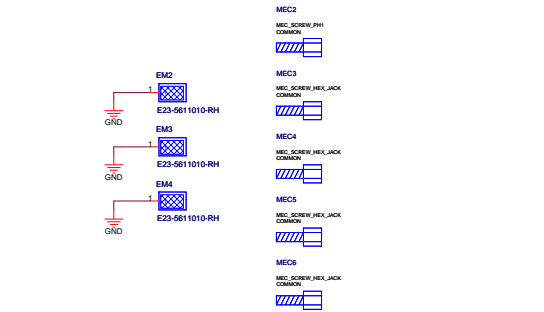 MEC2
MEC_SCREW_PH1
COMMON
MEC3
MEC_SCREW_HEX_JACK
COMMON
MEC4
MEC_SCREW_HEX_JACK
COMMON
MEC5
MEC_SCREW_HEX_JACK
COMMON
MEC6
MEC_SCREW_HEX_JACK
COMMON
EM2
1
E23-5611010-RH
GND
EM3
1
E23-5611010-RH
GND
EM4
1
E23-5611010-RH
GND